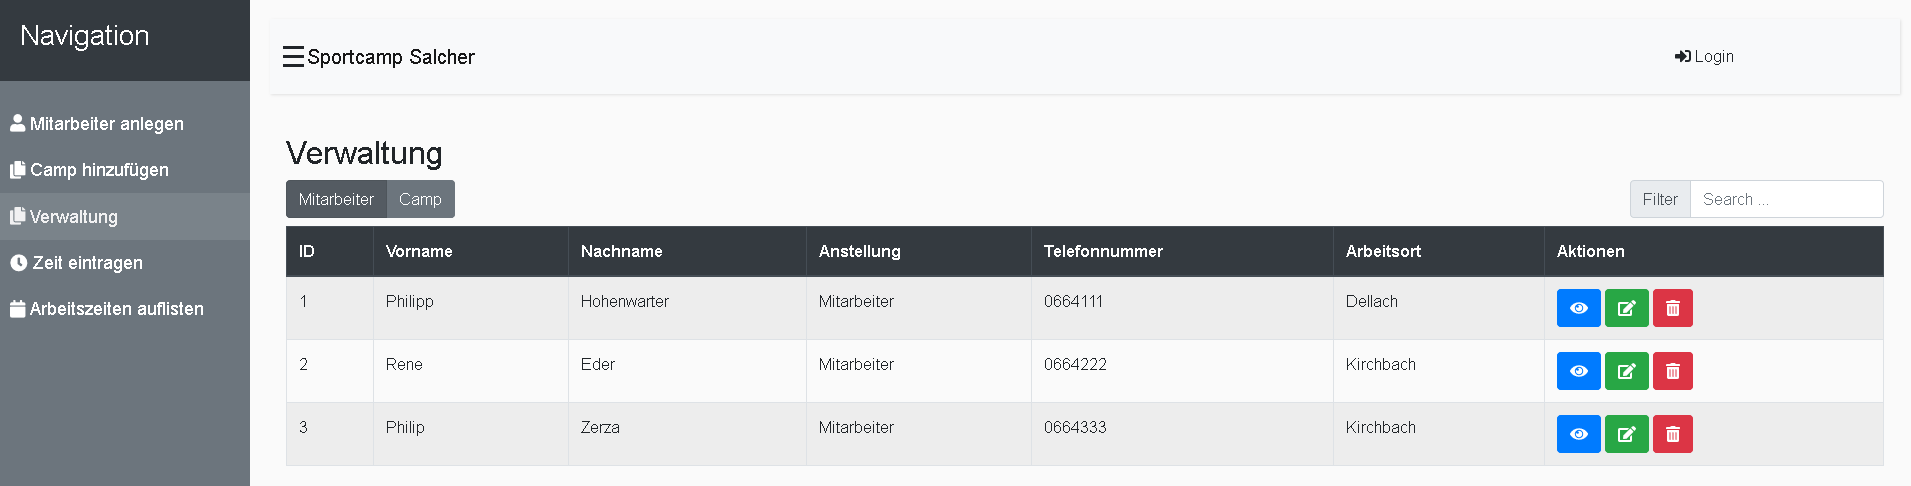 Navigation
Sportcamp Salcher
Login
Mitarbeiter anlegen
Camp hinzufügen
Verwaltung
Zeit eintragen
Arbeitszeiten auflisten
Verwaltung
Mitarbeiter Camp
Filter Search ...
ID Vorname Nachname Anstellung Telefonnummer Arbeitsort Aktionen
1 Philipp Hohenwarter Mitarbeiter 0664111 Dellach
2 Rene Eder Mitarbeiter 0664222 Kirchbach
3 Philip Zerza Mitarbeiter 0664333 Kirchbach